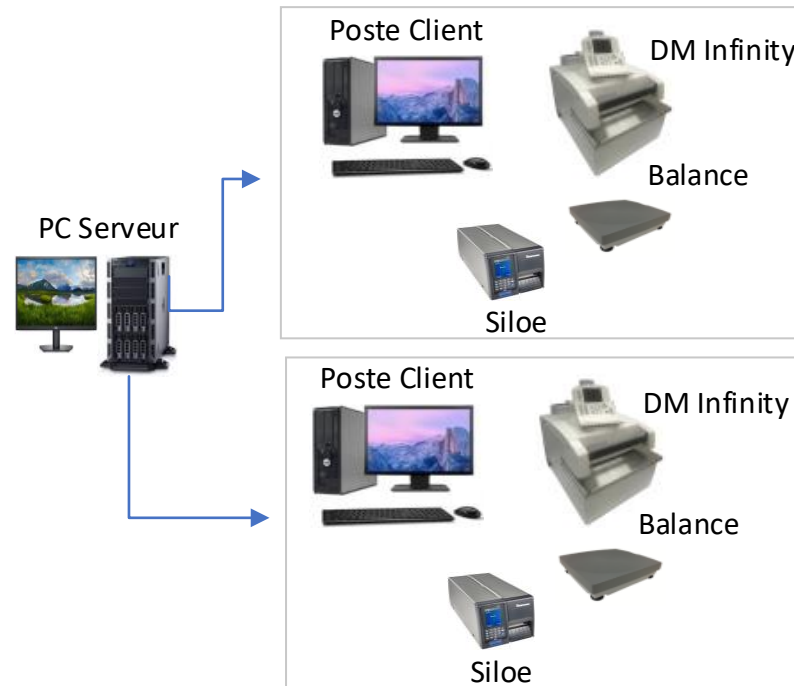 Poste Client
DM Infinity
Balance
PC Serveur
Siloe
Poste Client
DM Infinity
Balance
Siloe